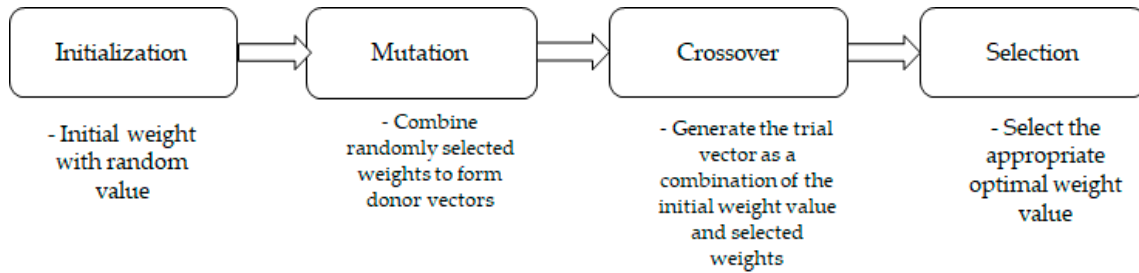 Initialization
Mutation
Crossover
Selection
- Initial weight
with random
value
- Combine
randomly selected
weights to form
donor vectors
- Generate the trial
vector as a
combination of the
initial weight value
and selected
weights
- Select the
appropriate
optimal weight
value